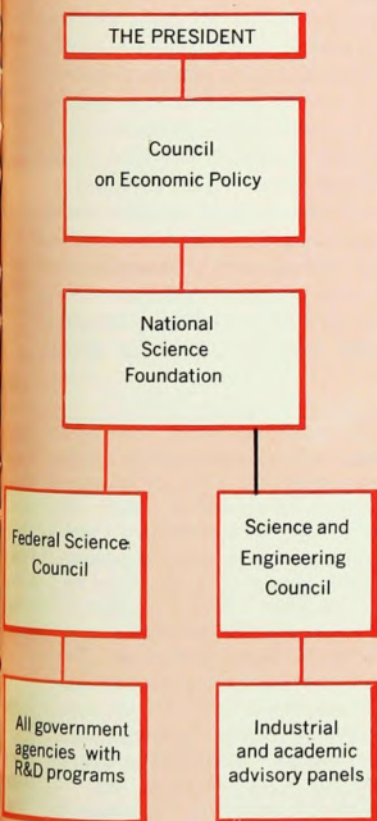 THE PRESIDENT
Council
on Economic Policy
National
Science
Foundation
Federal Science
Council
Science and
Engineering
Council
All government
agencies with
R&D programs
Industrial
and academic
advisory panels